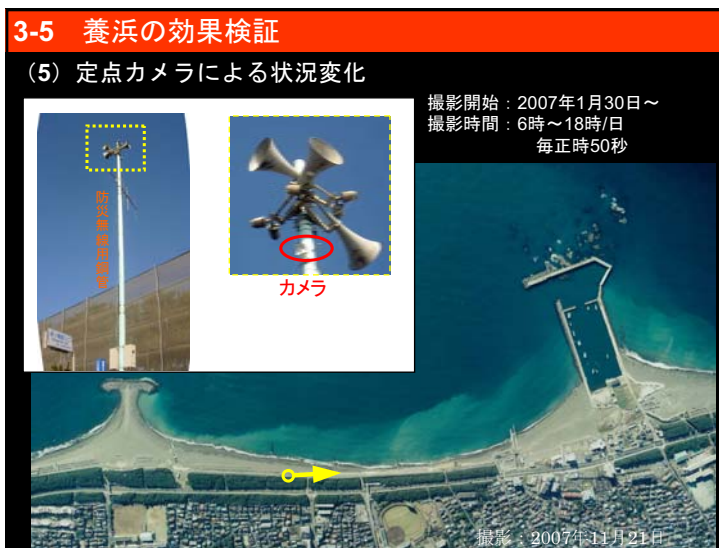 3-5 養浜の効果検証
（5）定点カメラによる状況変化
撮影開始：2007年1月30日～
撮影時間：6時～18時/日
毎正時50秒
防災無線用鋼管
カメラ
撮影：2007年11月21日